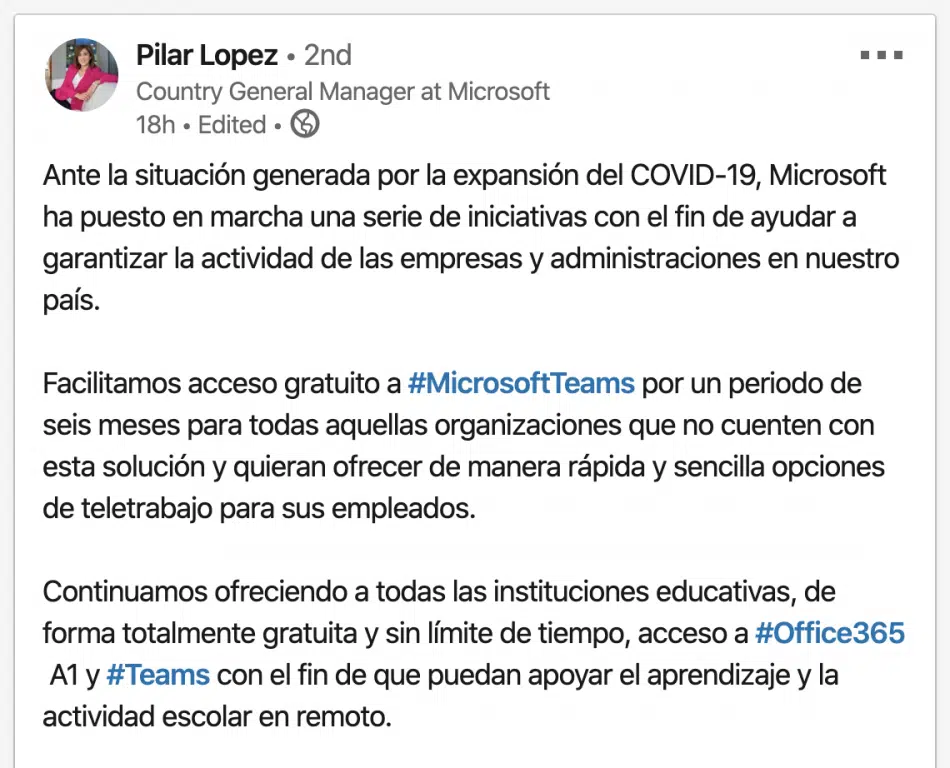 Pilar Lopez • 2nd
Country General Manager at Microsoft
18h • Edited •
Ante la situación generada por la expansión del COVID-19, Microsoft
ha puesto en marcha una serie de iniciativas con el fin de ayudar a
garantizar la actividad de las empresas y administraciones en nuestro
país.
Facilitamos acceso gratuito a #MicrosoftTeams por un periodo de
seis meses para todas aquellas organizaciones que no cuenten con
esta solución y quieran ofrecer de manera rápida y sencilla opciones
de teletrabajo para sus empleados.
Continuamos ofreciendo a todas las instituciones educativas, de
forma totalmente gratuita y sin límite de tiempo, acceso a #Office365
A1 y #Teams con el fin de que puedan apoyar el aprendizaje y la
actividad escolar en remoto.